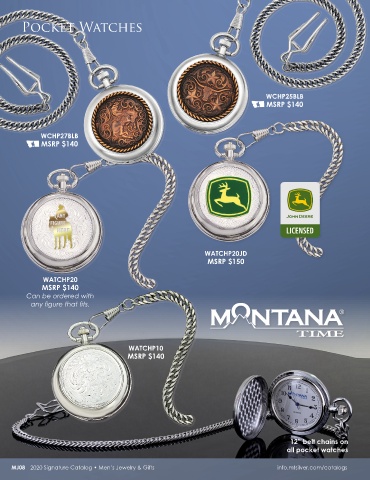 Pocket Watches
WCHP27BLB
MSRP $140
WCHP25BLB
MSRP $140
JOHN DEERE
LICENSED
WATCHP20JD
MSRP $150
WATCHP20
MSRP $140
Can be ordered with
any figure that fits.
MONTANA®
TIME
WATCHP10
MSRP $140
12" belt chains on
all pocket watches
MJ08 2020 Signature Catalog • Men's Jewelry & Gifts
info.mtsilver.com/catalogs